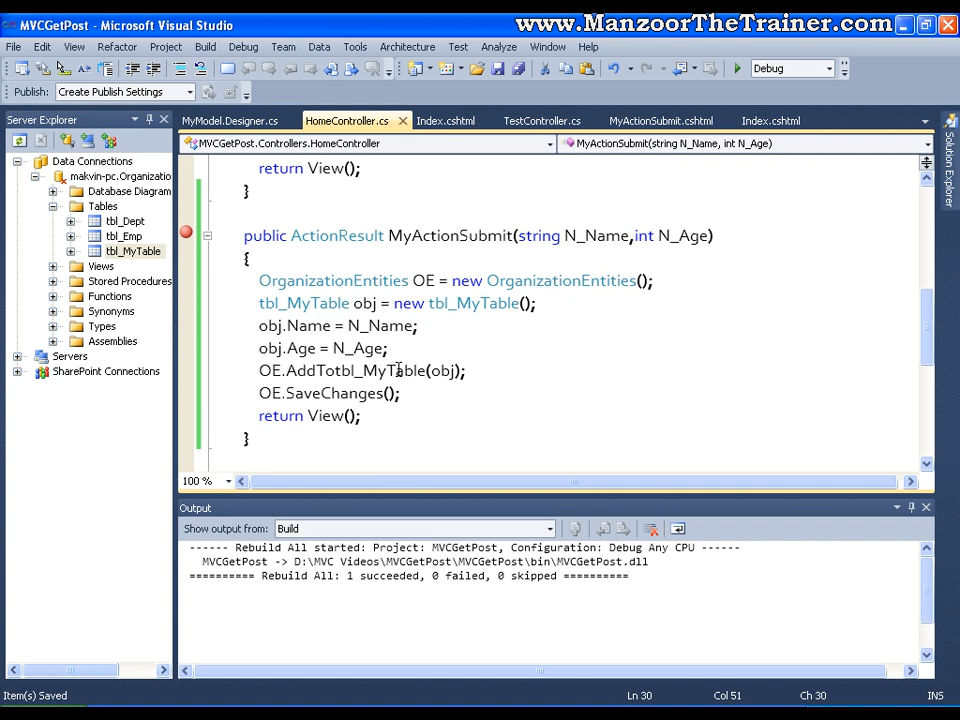 MVCGetPost - Microsoft Visual Studio
www.ManzoorTheTrainer.com
File Edit View Refactor Project Build Debug Team Data Tools Architecture Test Analyze Window Help
Debug
Publish: Create Publish Settings
Server Explorer
MyModel.Designer.cs HomeController.cs Index.cshtml TestController.cs MyActionSubmit.cshtml Index.cshtml
MVCGetPost.Controllers.HomeController MyActionSubmit(string N_Name, int N_Age)
Data Connections
makvin-pc.Organizatio
Database Diagram
Tables
tbl_Dept
tbl_Emp
tbl_MyTable
Views
Stored Procedures
Functions
Synonyms
Types
Assemblies
Servers
SharePoint Connections
return View();
}
public ActionResult MyActionSubmit(string N_Name,int N_Age)
{
OrganizationEntities OE = new OrganizationEntities();
tbl_MyTable obj = new tbl_MyTable();
obj.Name = N_Name;
obj.Age = N_Age;
OE.AddTotbl_MyTable(obj);
OE.SaveChanges();
return View();
}
100 %
Solution Explorer
Output
Show output from: Build
------ Rebuild All started: Project: MVCGetPost, Configuration: Debug Any CPU ------
MVCGetPost -> D:\MVC Videos\MVCGetPost\MVCGetPost\bin\MVCGetPost.dll
========== Rebuild All: 1 succeeded, 0 failed, 0 skipped ==========
Item(s) Saved Ln 30 Col 51 Ch 30 INS